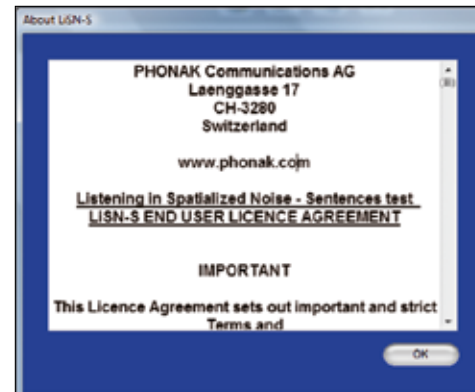 About LiSN-S
PHONAK Communications AG
Laenggasse 17
CH-3280
Switzerland
www.phonak.com
Listening in Spatialized Noise - Sentences test
LISN-S END USER LICENCE AGREEMENT
IMPORTANT
This Licence Agreement sets out important and strict
Terms and
OK